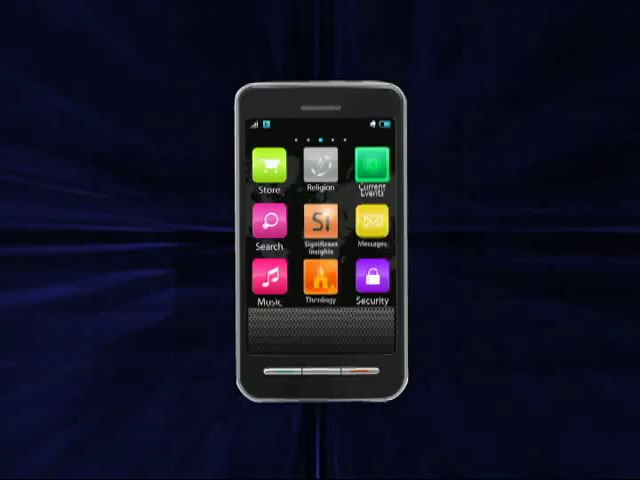 Store
Religion
Current
Events
Search
Si
Significant
Insights
Messages
Music
Theology
Security